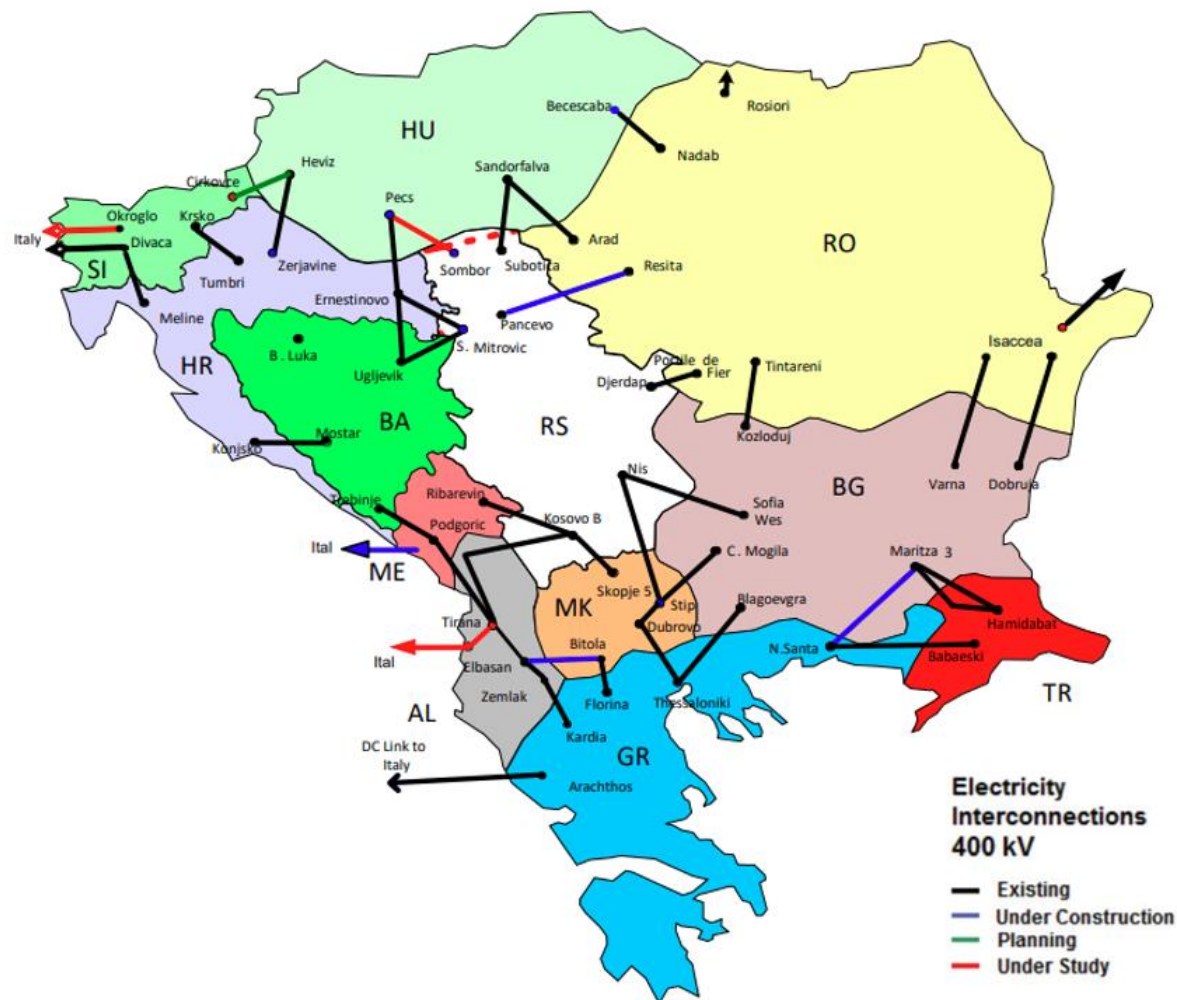 Becescaba
Rosiori
HU
Nadab
Heviz
Sandorfalva
Cirkovce
Pecs
Okroglo
Krsko
Italy
Divaca
Arad
RO
SI
Tumbri
Zerjavine
Sombor
Subotica
Resita
Meline
Ernestinovo
Pancevo
S. Mitrovic
Isaccea
HR
B . Luka
Ugljevik
Portile de
Fier
Djerdap
Tintareni
BA
RS
Konjsko
Mostar
Kozloduj
Nis
BG
Varna
Dobruja
Trebinje
Ribarevin
Podgoric
Kosovo B
Sofia
Wes
Ital
ME
C. Mogila
Maritza 3
MK
Skopje 5
Stip
Blagoevgra
Hamidabat
Tirana
Dubrovo
Ital
Bitola
Elbasan
N.Santa
Babaeski
Zemlak
Florina
Thessaloniki
TR
AL
Kardia
GR
DC Link to
Italy
Arachthos
Electricity
Interconnections
400 kV
Existing
Under Construction
Planning
Under Study